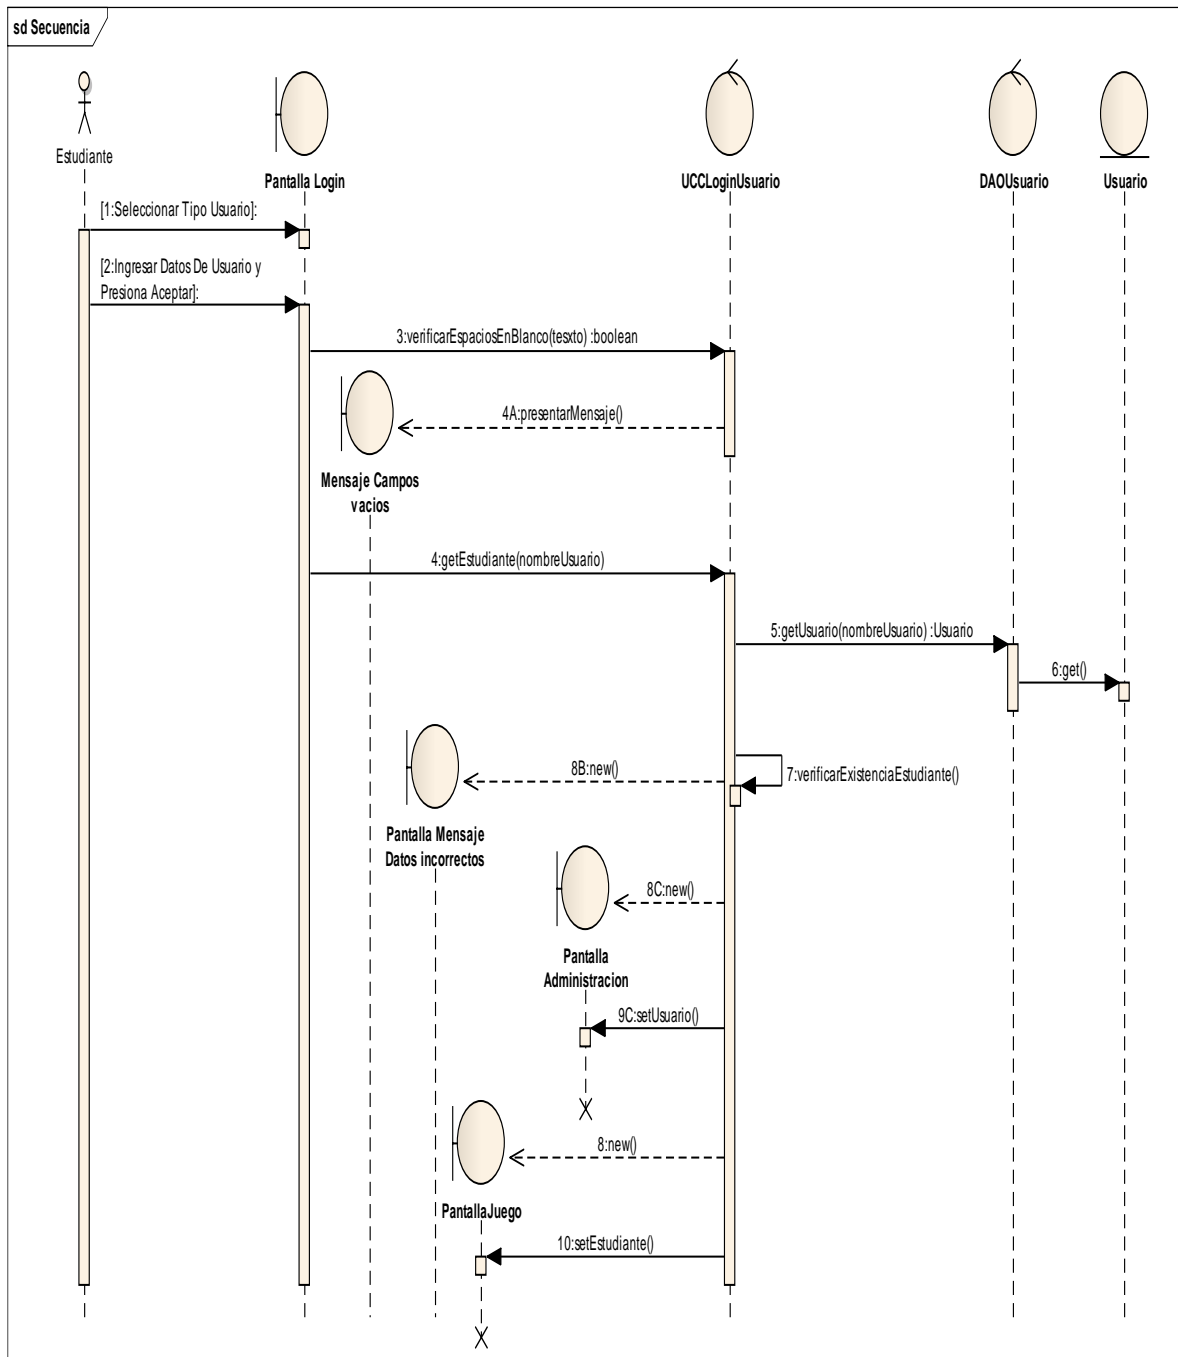 sd Secuencia
Estudiante
Pantalla Login
UCCLoginUsuario
DAOUsuario
Usuario
[1:Seleccionar Tipo Usuario]:
[2:Ingresar Datos De Usuario y
Presiona Aceptar]:
3:verificarEspaciosEnBlanco(tesxto) :boolean
4A:presentarMensaje()
Mensaje Campos
vacios
4:getEstudiante(nombreUsuario)
5:getUsuario(nombreUsuario) :Usuario
6:get()
8B:new()
7:verificarExistenciaEstudiante()
Pantalla Mensaje
Datos incorrectos
8C:new()
Pantalla
Administracion
9C:setUsuario()
8:new()
PantallaJuego
10:setEstudiante()